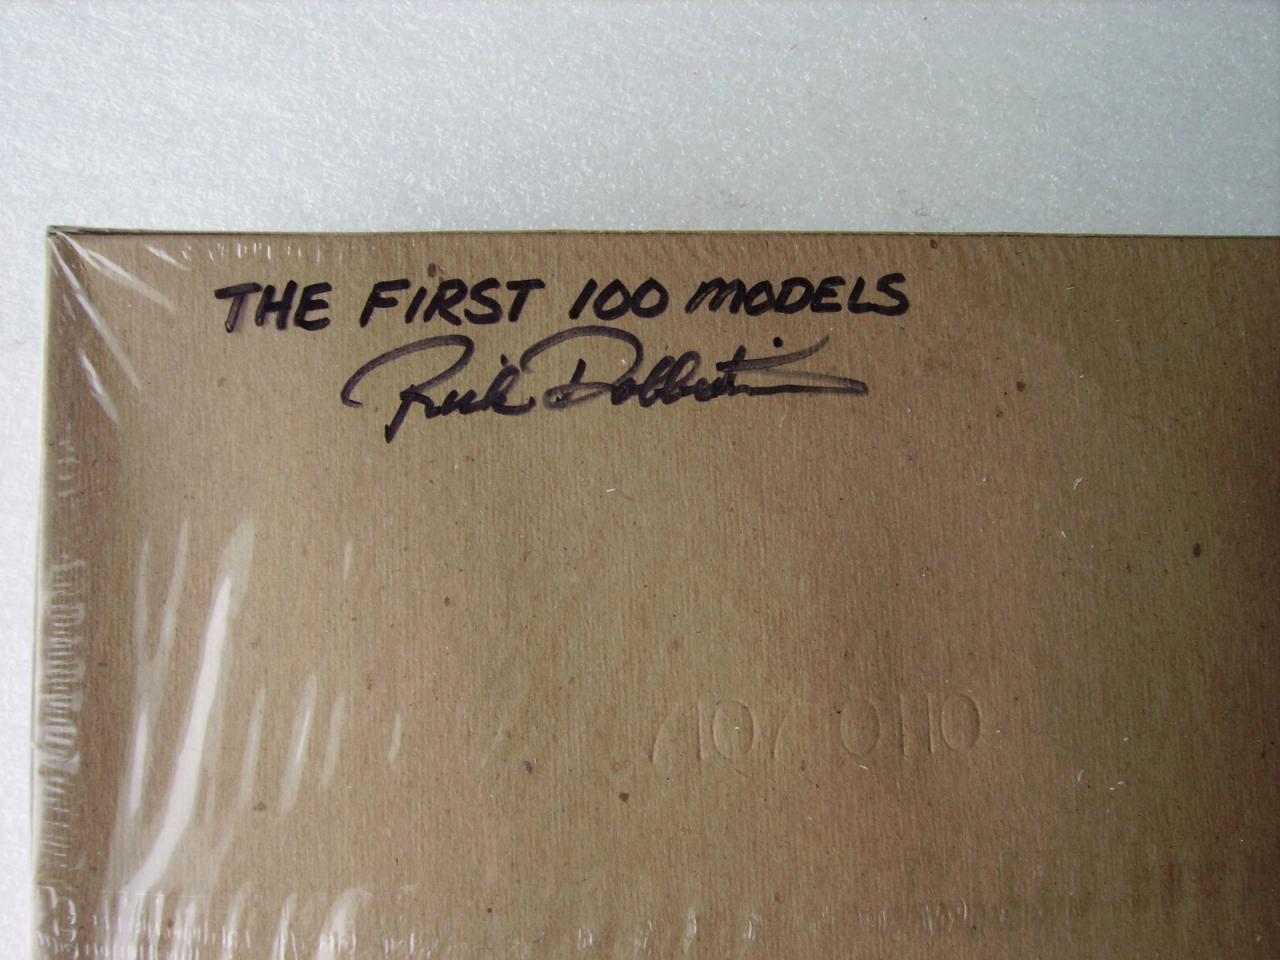 THE FIRST 100 MODELS
Rick Dobbertin